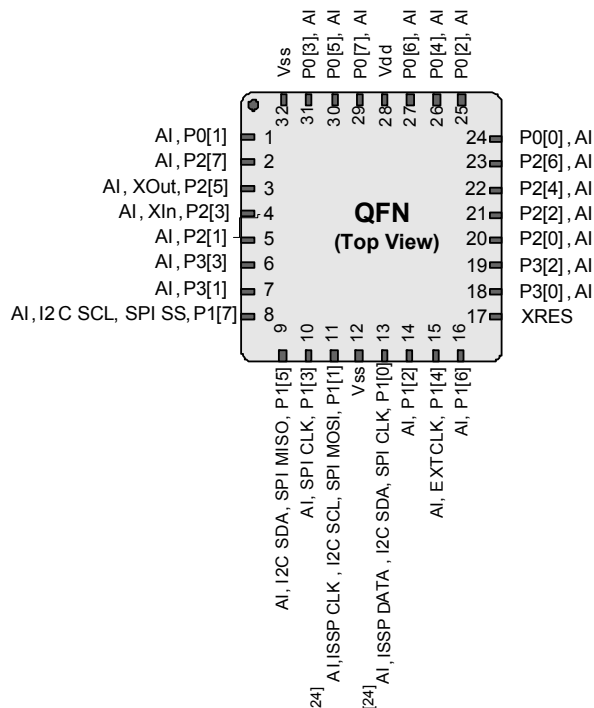 Vss
P0[3], AI
P0[5], AI
P0[7], AI
Vdd
P0[6], AI
P0[4], AI
P0[2], AI
32
31
30
29
28
27
26
25
AI, P0[1]
AI, P2[7]
AI, XOut, P2[5]
AI, XIn, P2[3]
AI, P2[1]
AI, P3[3]
AI, P3[1]
AI, I2C SCL, SPI SS, P1[7]
1
2
3
4
5
6
7
8
QFN
(Top View)
24
23
22
21
20
19
18
17
P0[0], AI
P2[6], AI
P2[4], AI
P2[2], AI
P2[0], AI
P3[2], AI
P3[0], AI
XRES
9
10
11
12
13
14
15
16
AI, I2C SDA, SPI MISO, P1[5]
AI, SPI CLK, P1[3]
[24] AI, ISSP CLK, I2C SCL, SPI MOSI, P1[1]
Vss
[24] AI, ISSP DATA, I2C SDA, SPI CLK, P1[0]
AI, P1[2]
AI, EXTCLK, P1[4]
AI, P1[6]